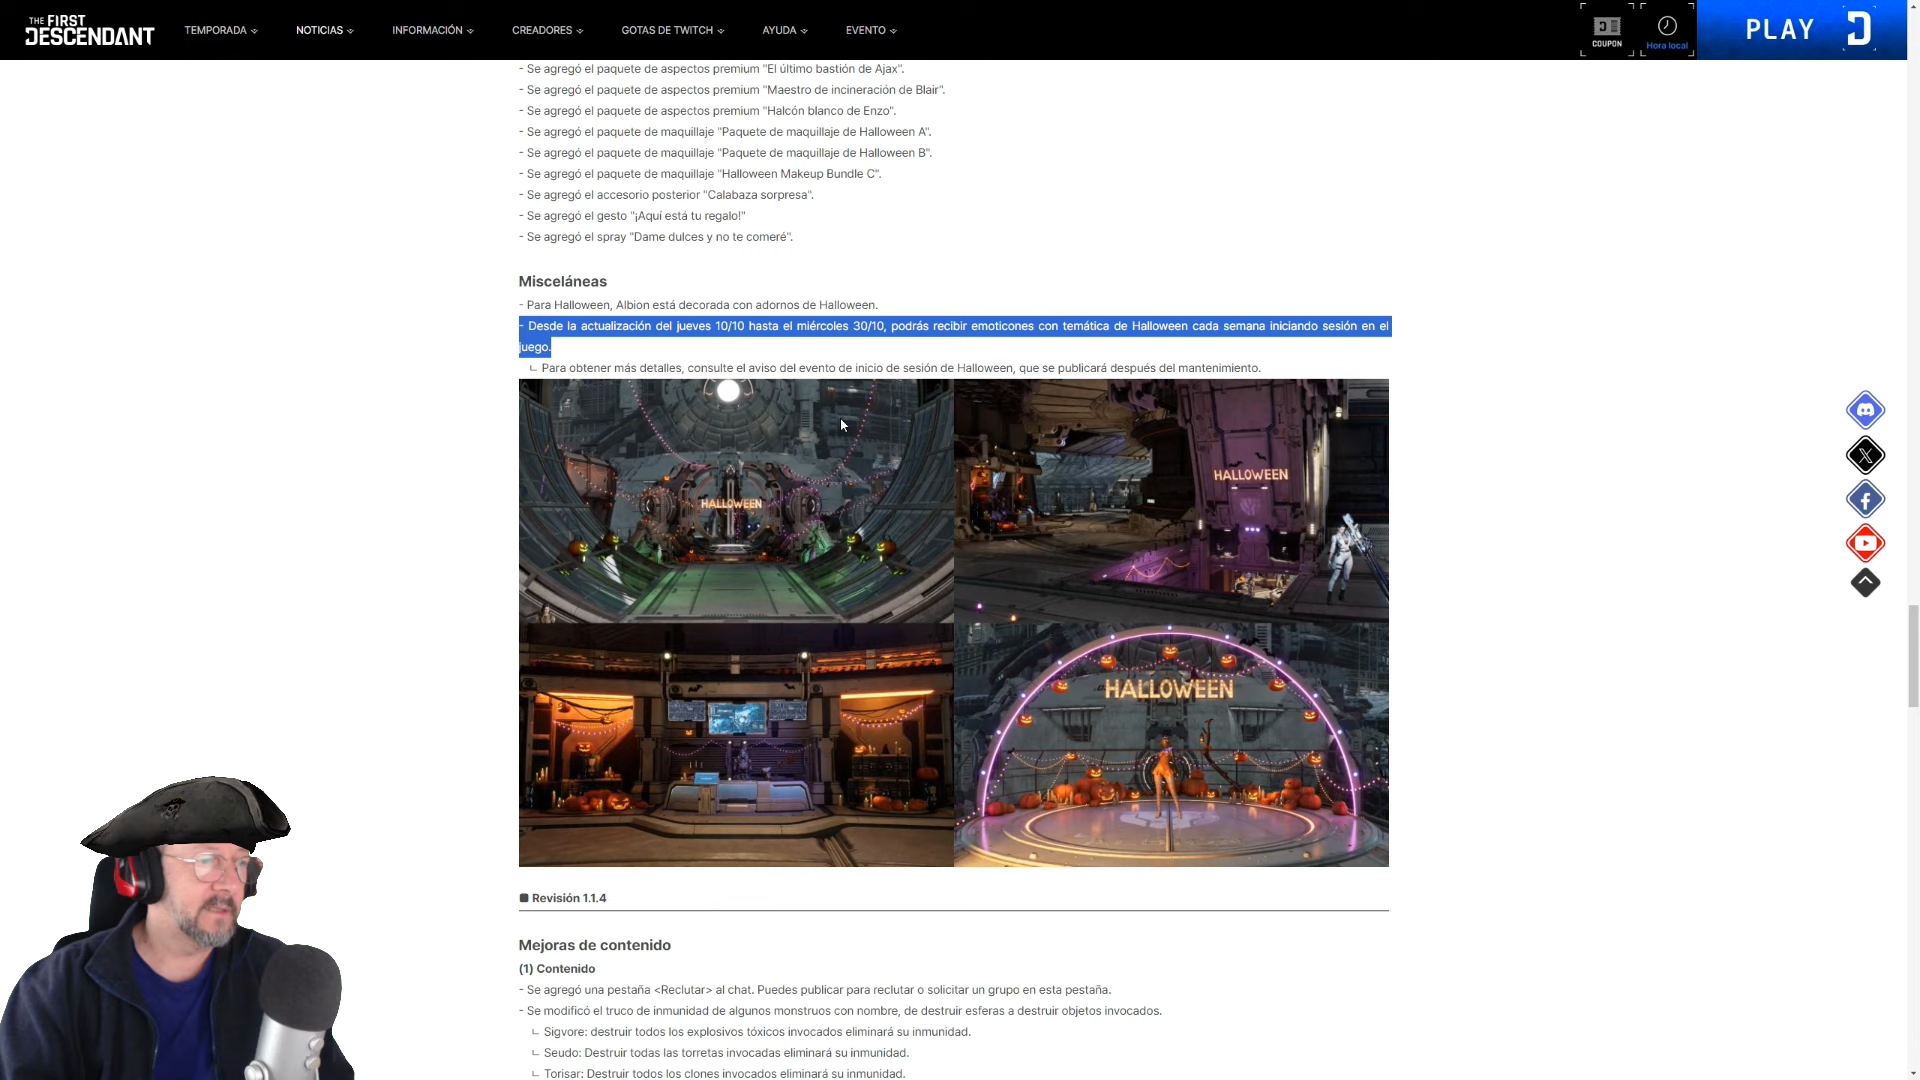 THE FIRST DESCENDANT
TEMPORADA
NOTICIAS
INFORMACIÓN
CREADORES
GOTAS DE TWITCH
AYUDA
EVENTO
COUPON
Hora local
PLAY
- Se agregó el paquete de aspectos premium "El último bastión de Ajax".
- Se agregó el paquete de aspectos premium "Maestro de incineración de Blair".
- Se agregó el paquete de aspectos premium "Halcón blanco de Enzo".
- Se agregó el paquete de maquillaje "Paquete de maquillaje de Halloween A".
- Se agregó el paquete de maquillaje "Paquete de maquillaje de Halloween B".
- Se agregó el paquete de maquillaje "Halloween Makeup Bundle C".
- Se agregó el accesorio posterior "Calabaza sorpresa".
- Se agregó el gesto "¡Aquí está tu regalo!"
- Se agregó el spray "Dame dulces y no te comeré".
Misceláneas
- Para Halloween, Albion está decorada con adornos de Halloween.
- Desde la actualización del jueves 10/10 hasta el miércoles 30/10, podrás recibir emoticones con temática de Halloween cada semana iniciando sesión en el
juego.
ㄴ Para obtener más detalles, consulte el aviso del evento de inicio de sesión de Halloween, que se publicará después del mantenimiento.
HALLOWEEN
HALLOWEEN
HALLOWEEN
■ Revisión 1.1.4
Mejoras de contenido
(1) Contenido
- Se agregó una pestaña <Reclutar> al chat. Puedes publicar para reclutar o solicitar un grupo en esta pestaña.
- Se modificó el truco de inmunidad de algunos monstruos con nombre, de destruir esferas a destruir objetos invocados.
ㄴ Sigvore: destruir todos los explosivos tóxicos invocados eliminará su inmunidad.
ㄴ Seudo: Destruir todas las torretas invocadas eliminará su inmunidad.
ㄴ Torisar: Destruir todos los clones invocados eliminará su inmunidad.